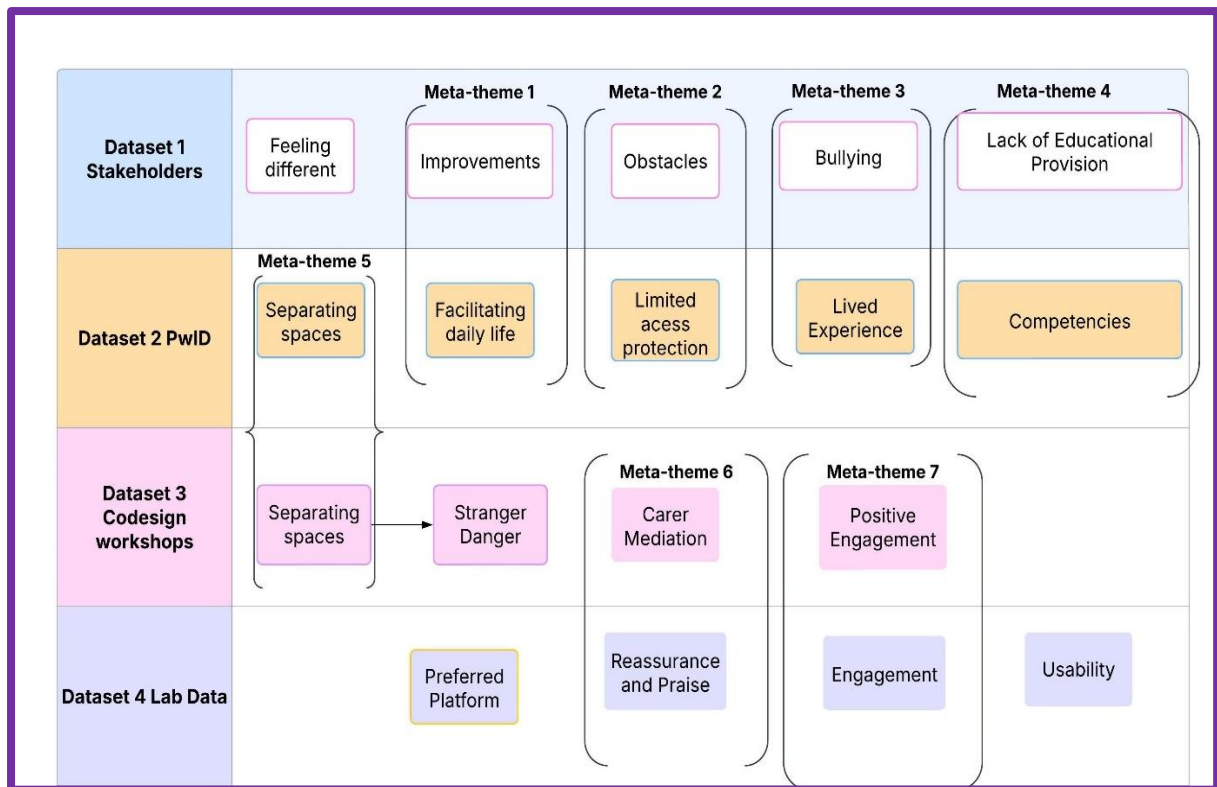 Meta-theme 1
Meta-theme 2
Meta-theme 3
Meta-theme 4
Dataset 1
Stakeholders
Feeling
different
Improvements
Obstacles
Bullying
Lack of Educational
Provision
Meta-theme 5
Dataset 2 PwID
Separating
spaces
Facilitating
daily life
Limited
acess
protection
Lived
Experience
Competencies
Meta-theme 6
Meta-theme 7
Dataset 3
Codesign
workshops
Separating
spaces
Stranger
Danger
Carer
Mediation
Positive
Engagement
Dataset 4 Lab Data
Preferred
Platform
Reassurance
and Praise
Engagement
Usability